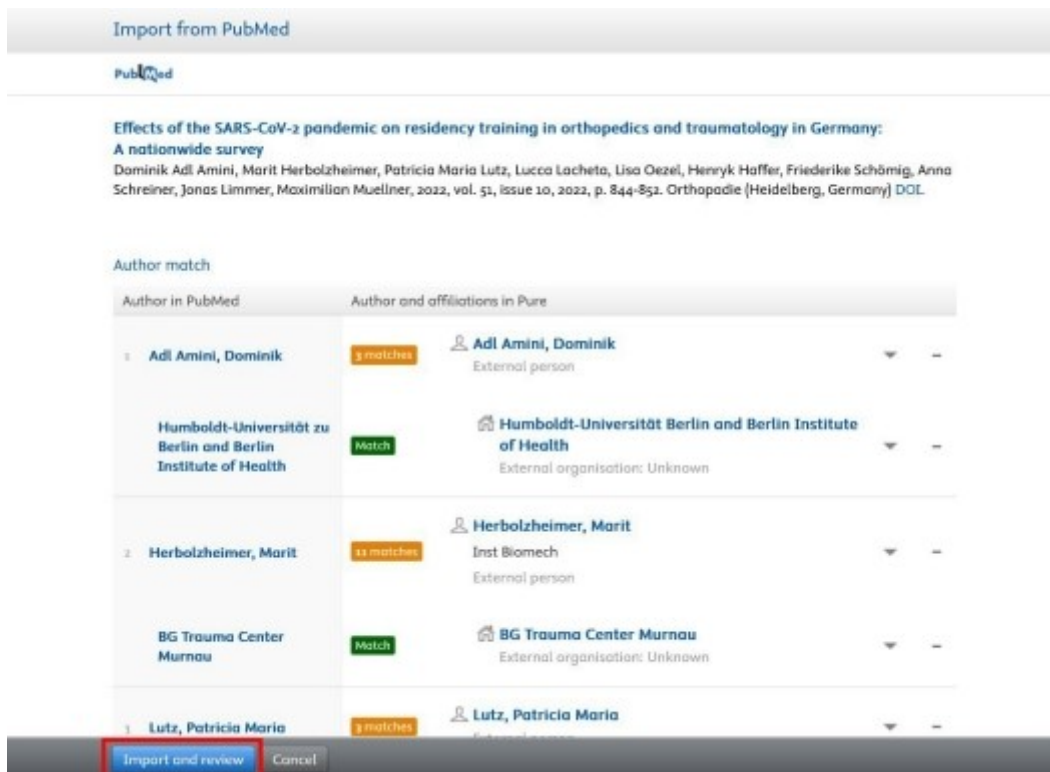 Import from PubMed
PubMed
Effects of the SARS-CoV-2 pandemic on residency training in orthopedics and traumatology in Germany:
A nationwide survey
Dominik Adl Amini, Marit Herbolzheimer, Patricia Maria Lutz, Lucca Lacheta, Lisa Oezel, Henryk Haffer, Friederike Schömig, Anna
Schreiner, Jonas Limmer, Maximilian Muellner, 2022, vol. 51, issue 10, 2022, p. 844-852. Orthopadie (Heidelberg, Germany) DOI.
Author match
Author in PubMed Author and affiliations in Pure
1 Adl Amini, Dominik 3 matches Adl Amini, Dominik
External person
Humboldt-Universität zu
Berlin and Berlin
Institute of Health
Match
Humboldt-Universität Berlin and Berlin Institute
of Health
External organisation: Unknown
2 Herbolzheimer, Marit 11 matches Herbolzheimer, Marit
Inst Biomech
External person
BG Trauma Center
Murnau
Match
BG Trauma Center Murnau
External organisation: Unknown
3 Lutz, Patricia Maria 3 matches Lutz, Patricia Maria
Import and review Cancel